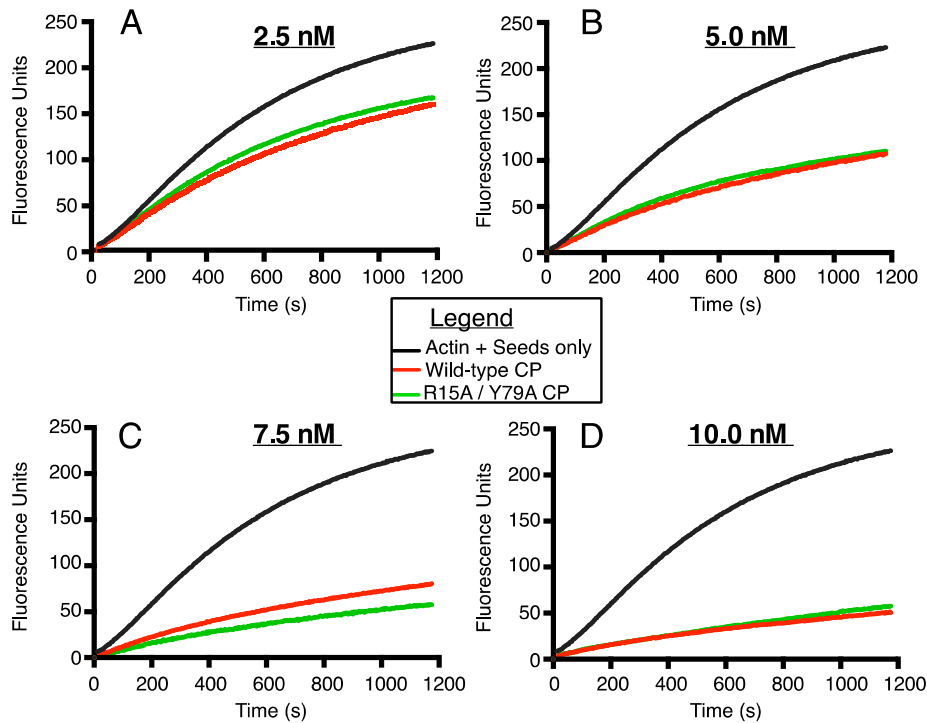 A
2.5 nM
Fluorescence Units
250
200
150
100
50
0
0 200 400 600 800 1000 1200
Time (s)
B
5.0 nM
Fluorescence Units
250
200
150
100
50
0
0 200 400 600 800 1000 1200
Time (s)
Legend
Actin + Seeds only
Wild-type CP
R15A / Y79A CP
C
7.5 nM
Fluorescence Units
250
200
150
100
50
0
0 200 400 600 800 1000 1200
Time (s)
D
10.0 nM
Fluorescence Units
250
200
150
100
50
0
0 200 400 600 800 1000 1200
Time (s)